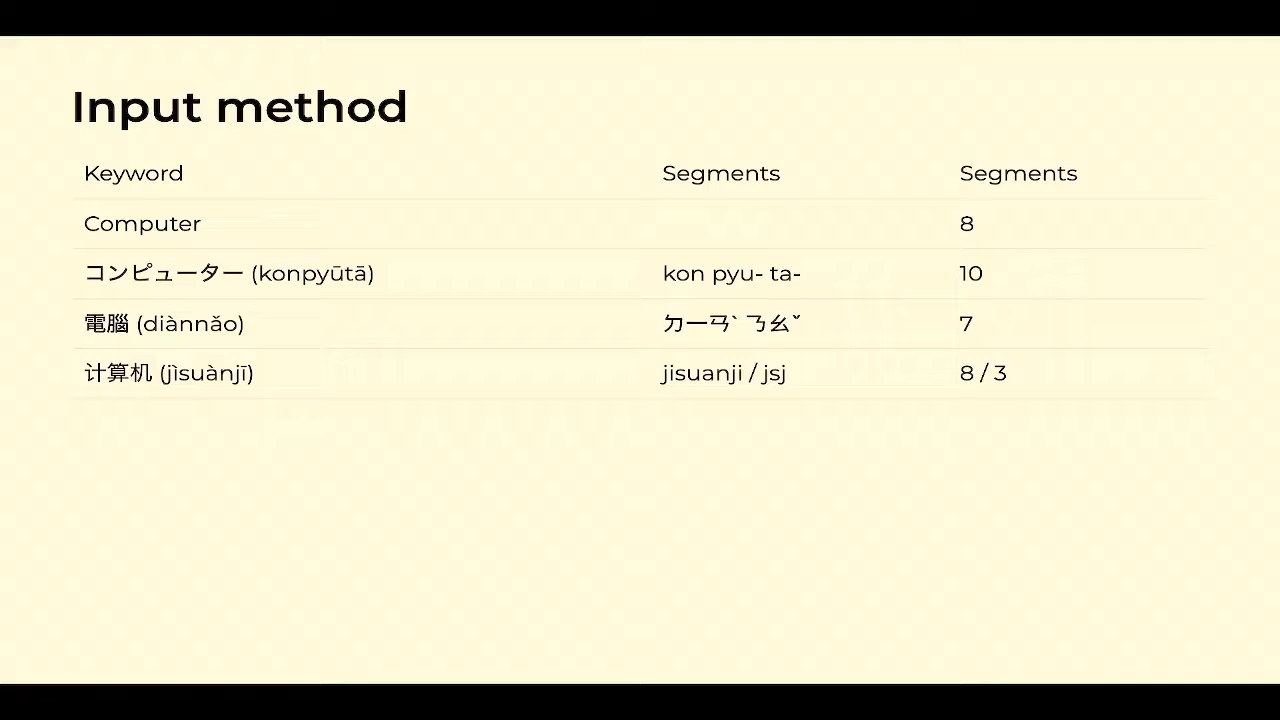 Input method
Keyword Segments Segments
Computer 8
コンピューター (konpyūtā) kon pyu- ta- 10
電腦 (diànnǎo) ㄉㄧㄢˋ ㄋㄠˇ 7
计算机 (jìsuànjī) jisuanji / jsj 8 / 3